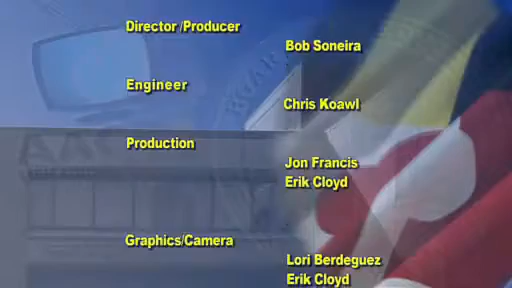 Director /Producer
Bob Soneira
Engineer
Chris Koawl
Production
Jon Francis
Erik Cloyd
Graphics/Camera
Lori Berdeguez
Erik Cloyd